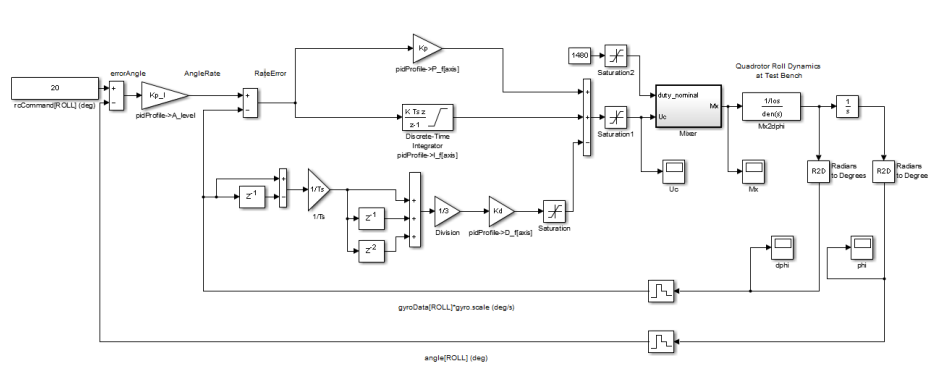 Kp
pidProfile->P_f[axis]
1480
Saturation2
Quadrotor Roll Dynamics
at Test Bench
errorAngle
AngleRate
RateError
20
rcCommand[ROLL] (deg)
+
−
Kp_l
pidProfile->A_level
+
−
K Ts z
z-1
Discrete-Time
Integrator
pidProfile->I_f[axis]
+
+
−
Saturation1
duty_nominal
Uc
Mx
Mixer
1/Ios
den(s)
Mx2dphi
1
s
Uc
Mx
R2D
Radians
to Degrees
R2D
Radians
to Degree
+
−
z-1
1/Ts
1/Ts
z-1
z-2
+
+
+
1/3
Division
Kd
pidProfile->D_f[axis]
Saturation
dphi
phi
gyroData[ROLL]*gyro.scale (deg/s)
angle[ROLL] (deg)